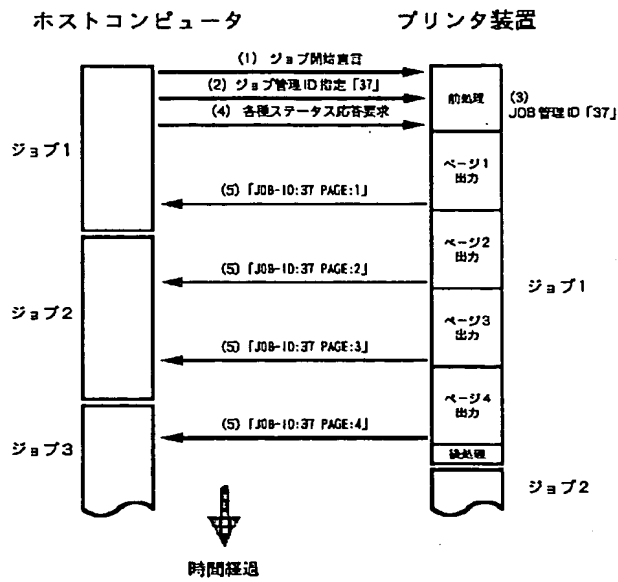 ホストコンピュータ
プリンタ装置
(1) ジョブ開始宣言
(2) ジョブ管理ID指定「37」
(4) 各種ステータス応答要求
前処理
(3)
JOB管理ID「37」
ジョブ1
ページ1
出力
(5)「JOB-ID:37 PAGE:1」
ページ2
出力
(5)「JOB-ID:37 PAGE:2」
ジョブ1
ジョブ2
ページ3
出力
(5)「JOB-ID:37 PAGE:3」
ページ4
出力
(5)「JOB-ID:37 PAGE:4」
ジョブ3
後処理
ジョブ2
時間経過